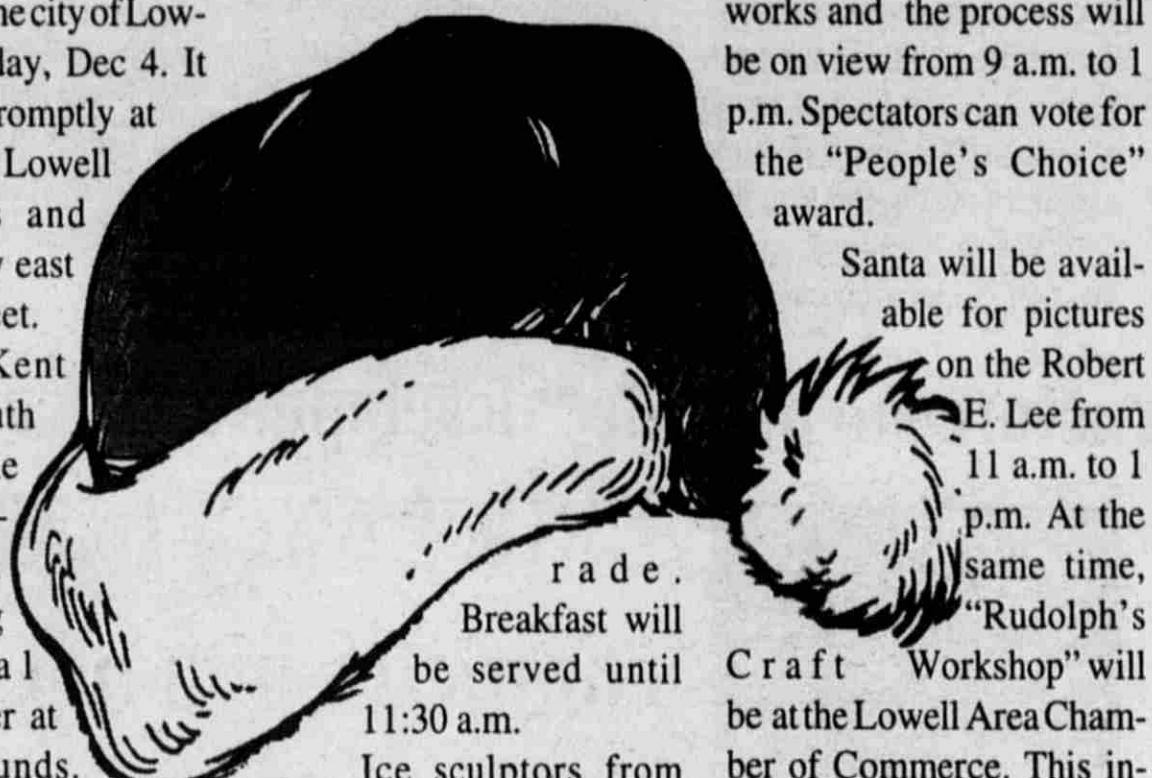 he city of Low-
day, Dec 4. It
romptly at
Lowell
and
east
et.
Kent
th
e
-
g
a l
er at
unds.
r a d e .
Breakfast will
be served until
11:30 a.m.
Ice sculptors from
works and the process will
be on view from 9 a.m. to 1
p.m. Spectators can vote for
the “People’s Choice”
award.
Santa will be avail-
able for pictures
on the Robert
E. Lee from
11 a.m. to 1
p.m. At the
same time,
“Rudolph’s
C r a f t Workshop” will
be at the Lowell Area Cham-
ber of Commerce. This in-